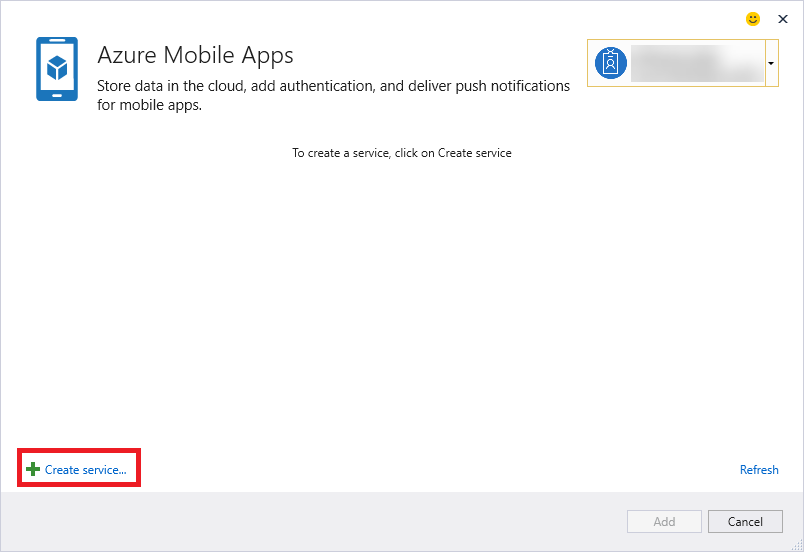 Azure Mobile Apps
Store data in the cloud, add authentication, and deliver push notifications
for mobile apps.
To create a service, click on Create service
Create service...
Refresh
Add
Cancel